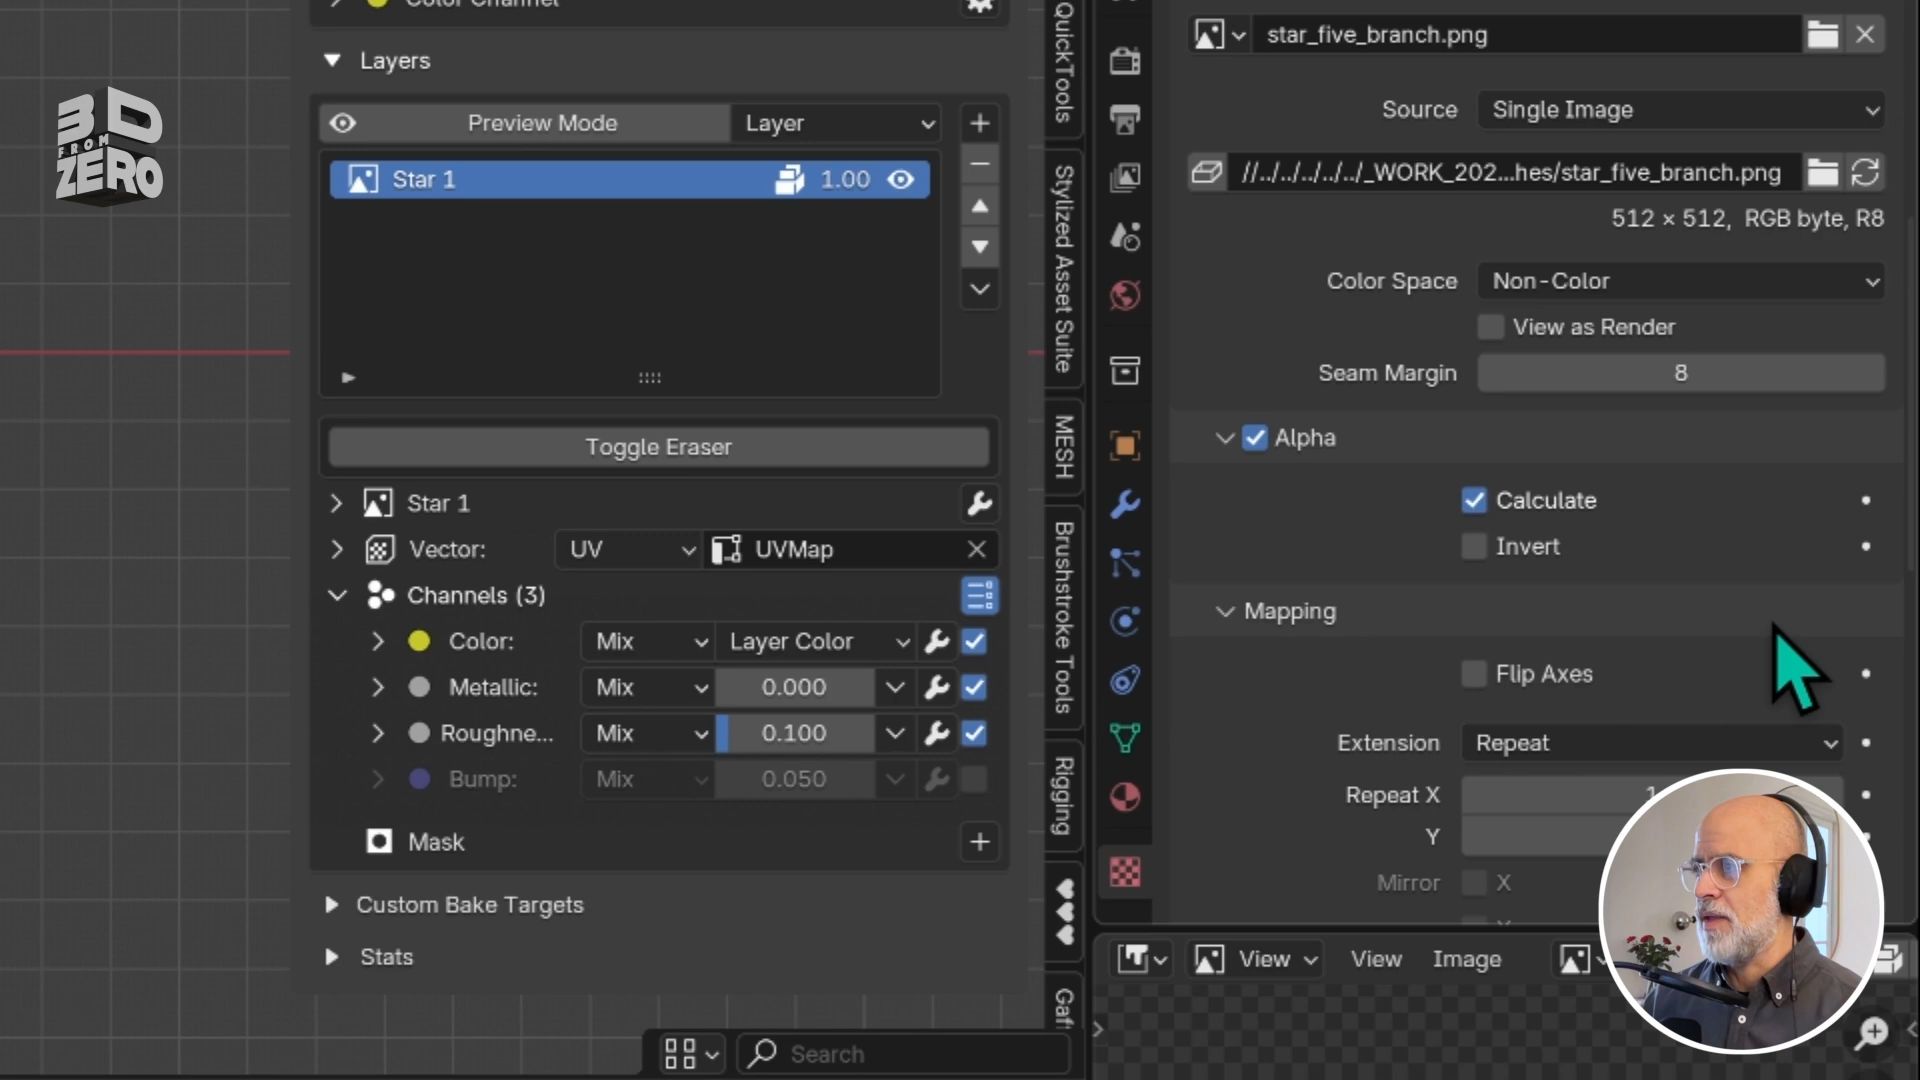 3D
FROM
ZERO
Color Channel
Layers
Preview Mode
Layer
Star 1
1.00
Toggle Eraser
Star 1
Vector:
UV
UVMap
Channels (3)
Color:
Mix
Layer Color
Metallic:
Mix
0.000
Roughne...
Mix
0.100
Bump:
Mix
0.050
Mask
Custom Bake Targets
Stats
Search
QuickTools
Stylized Asset Suite
MESH
Brushstroke Tools
Rigging
star_five_branch.png
Source
Single Image
//../../../../../_WORK_202...hes/star_five_branch.png
512 × 512, RGB byte, R8
Color Space
Non-Color
View as Render
Seam Margin
8
Alpha
Calculate
Invert
Mapping
Flip Axes
Extension
Repeat
Repeat X
Y
Mirror
X
View
View
Image